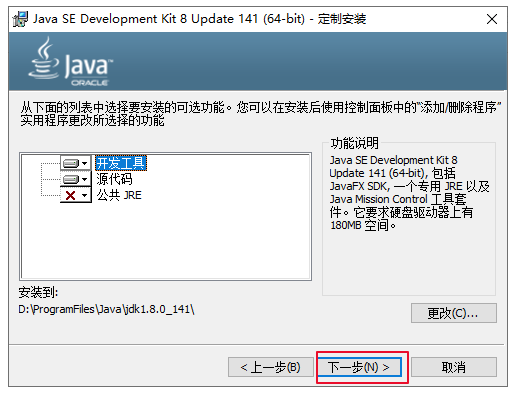 Java SE Development Kit 8 Update 141 (64-bit) - 定制安装
Java
ORACLE
从下面的列表中选择要安装的可选功能。您可以在安装后使用控制面板中的“添加/删除程序”
实用程序更改所选择的功能
开发工具
源代码
公共 JRE
功能说明
Java SE Development Kit 8
Update 141 (64-bit), 包括
JavaFX SDK, 一个专用 JRE 以及
Java Mission Control 工具套
件。它要求硬盘驱动器上有
180MB 空间。
安装到:
D:\ProgramFiles\Java\jdk1.8.0_141\
更改(C)...
< 上一步(B)
下一步(N) >
取消